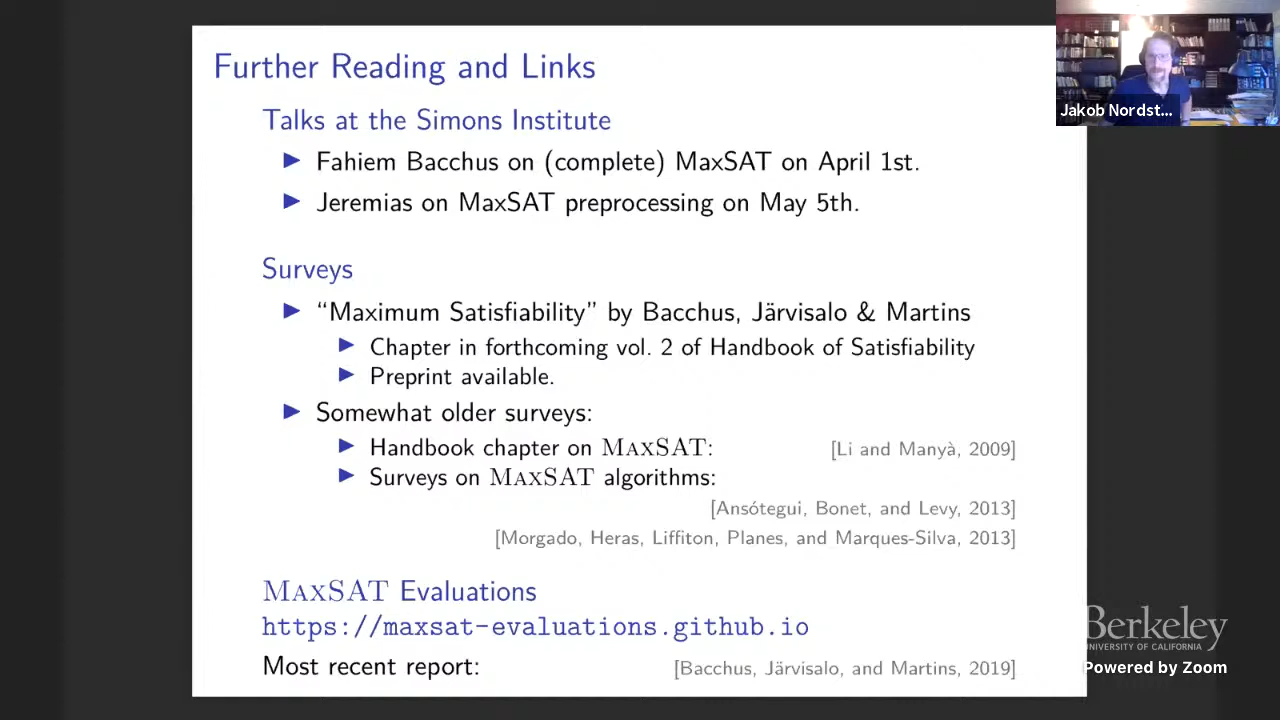 Further Reading and Links
Talks at the Simons Institute
Fahiem Bacchus on (complete) MaxSAT on April 1st.
Jeremias on MaxSAT preprocessing on May 5th.
Surveys
“Maximum Satisfiability” by Bacchus, Järvisalo & Martins
Chapter in forthcoming vol. 2 of Handbook of Satisfiability
Preprint available.
Somewhat older surveys:
Handbook chapter on MaxSAT: [Li and Manyà, 2009]
Surveys on MaxSAT algorithms:
[Ansótegui, Bonet, and Levy, 2013]
[Morgado, Heras, Liffiton, Planes, and Marques-Silva, 2013]
MaxSAT Evaluations
https://maxsat-evaluations.github.io
Most recent report: [Bacchus, Järvisalo, and Martins, 2019]
Jakob Nordst...
Berkeley
UNIVERSITY OF CALIFORNIA
Powered by Zoom